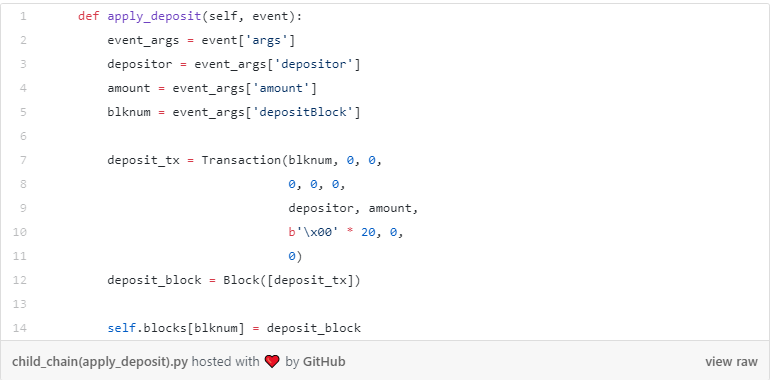 1 def apply_deposit(self, event):
2 event_args = event['args']
3 depositor = event_args['depositor']
4 amount = event_args['amount']
5 blknum = event_args['depositBlock']
6
7 deposit_tx = Transaction(blknum, 0, 0,
8 0, 0, 0,
9 depositor, amount,
10 b'\x00' * 20, 0,
11 0)
12 deposit_block = Block([deposit_tx])
13
14 self.blocks[blknum] = deposit_block
child_chain(apply_deposit).py hosted with ❤ by GitHub view raw